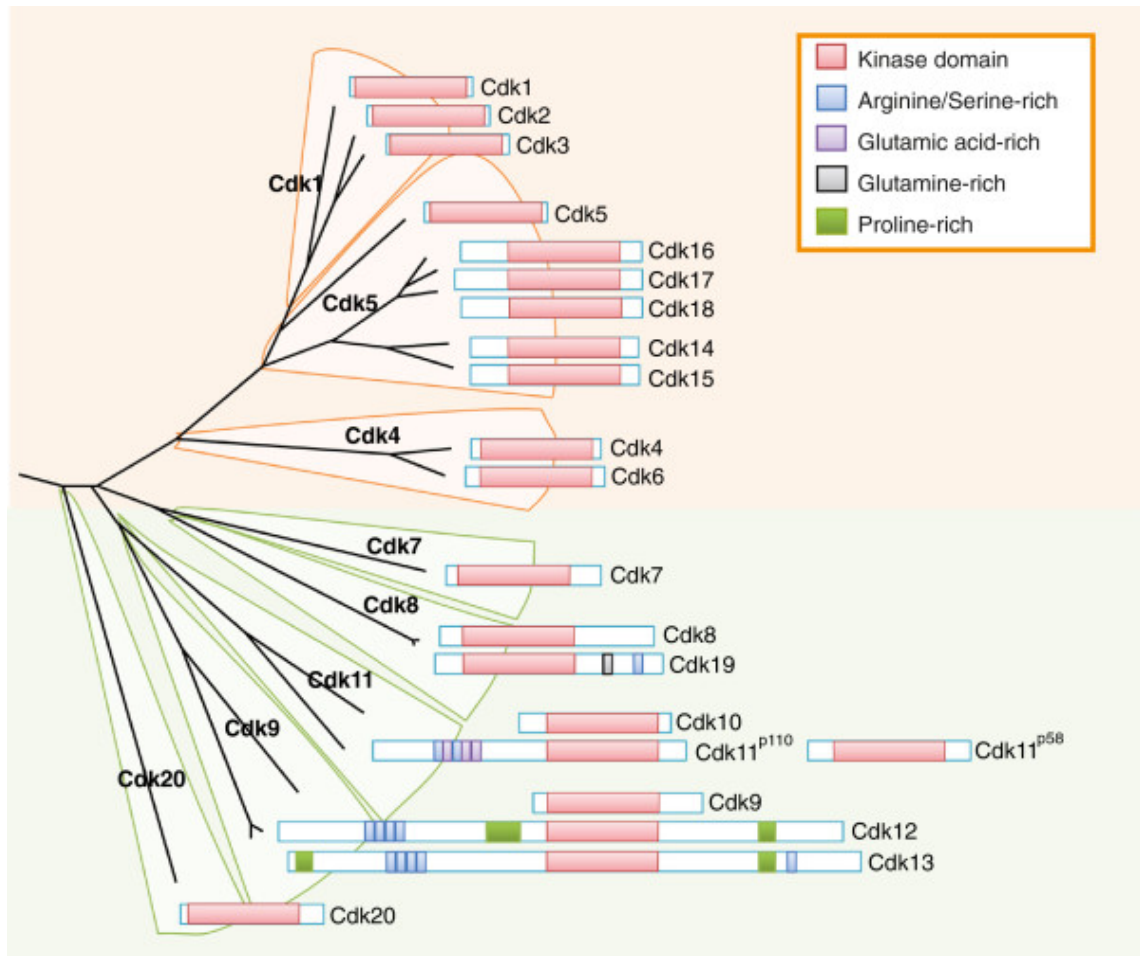 Kinase domain
Arginine/Serine-rich
Glutamic acid-rich
Glutamine-rich
Proline-rich
Cdk1
Cdk2
Cdk3
Cdk1
Cdk5
Cdk16
Cdk17
Cdk5
Cdk18
Cdk14
Cdk15
Cdk4
Cdk4
Cdk6
Cdk7
Cdk7
Cdk8
Cdk8
Cdk19
Cdk11
Cdk10
Cdk9
Cdk11p110
Cdk11p58
Cdk20
Cdk9
Cdk12
Cdk13
Cdk20